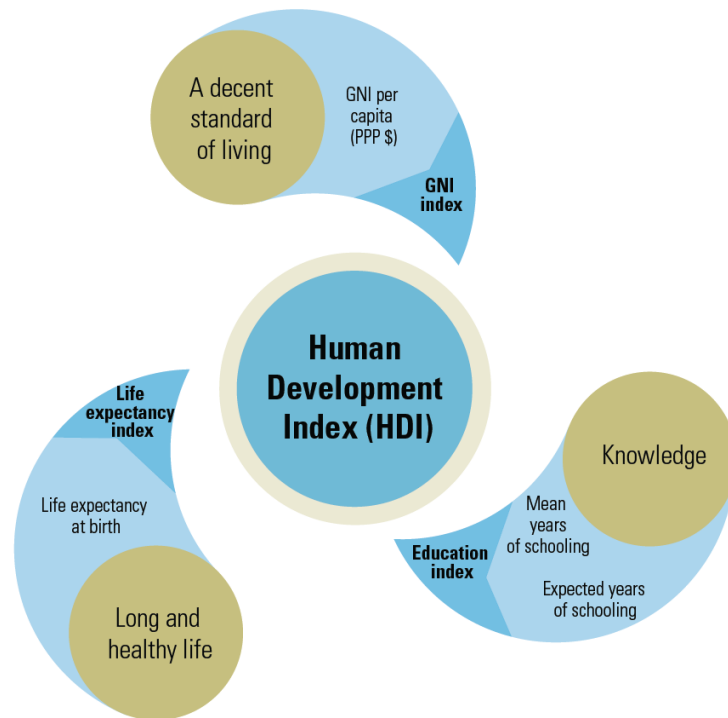 A decent
standard
of living
GNI per
capita
(PPP $)
GNI
index
Human
Development
Index (HDI)
Life
expectancy
index
Life expectancy
at birth
Long and
healthy life
Knowledge
Mean
years
of schooling
Expected years
of schooling
Education
index